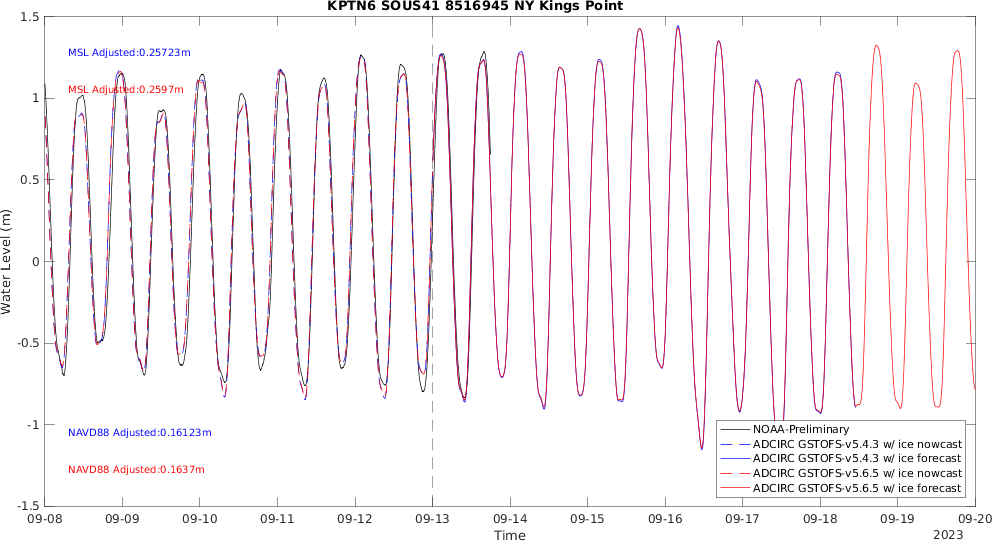 KPTN6 SOUS41 8516945 NY Kings Point
1.5
1
0.5
0
-0.5
-1
-1.5
Water Level (m)
MSL Adjusted:0.25723m
MSL Adjusted:0.2597m
NAVD88 Adjusted:0.16123m
NAVD88 Adjusted:0.1637m
NOAA-Preliminary
ADCIRC GSTOFS-v5.4.3 w/ ice nowcast
ADCIRC GSTOFS-v5.4.3 w/ ice forecast
ADCIRC GSTOFS-v5.6.5 w/ ice nowcast
ADCIRC GSTOFS-v5.6.5 w/ ice forecast
09-08 09-09 09-10 09-11 09-12 09-13 09-14 09-15 09-16 09-17 09-18 09-19 09-20
Time
2023